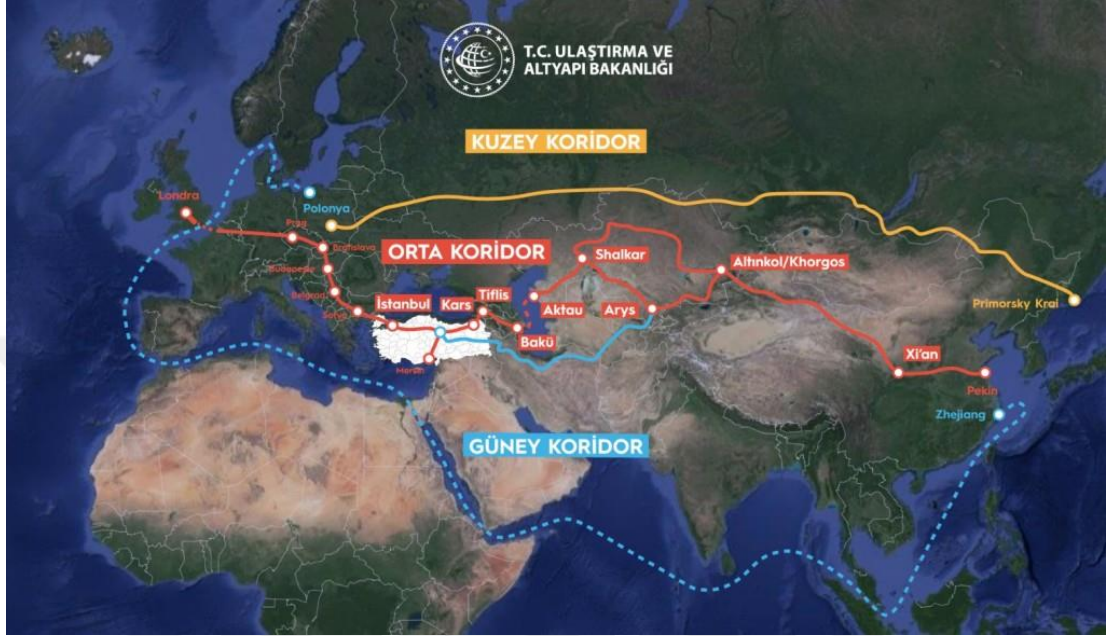 T.C. ULAŞTIRMA VE
ALTYAPI BAKANLIĞI
KUZEY KORİDOR
Londra
Polonya
Prag
Bratislava
ORTA KORİDOR
Shalkar
Altınkol/Khorgos
Budapeşte
Belgrad
Sofya
İstanbul
Kars
Tiflis
Aktau
Arys
Primorsky Krai
Bakü
Mersin
Xi'an
Pekin
Zhejiang
GÜNEY KORİDOR